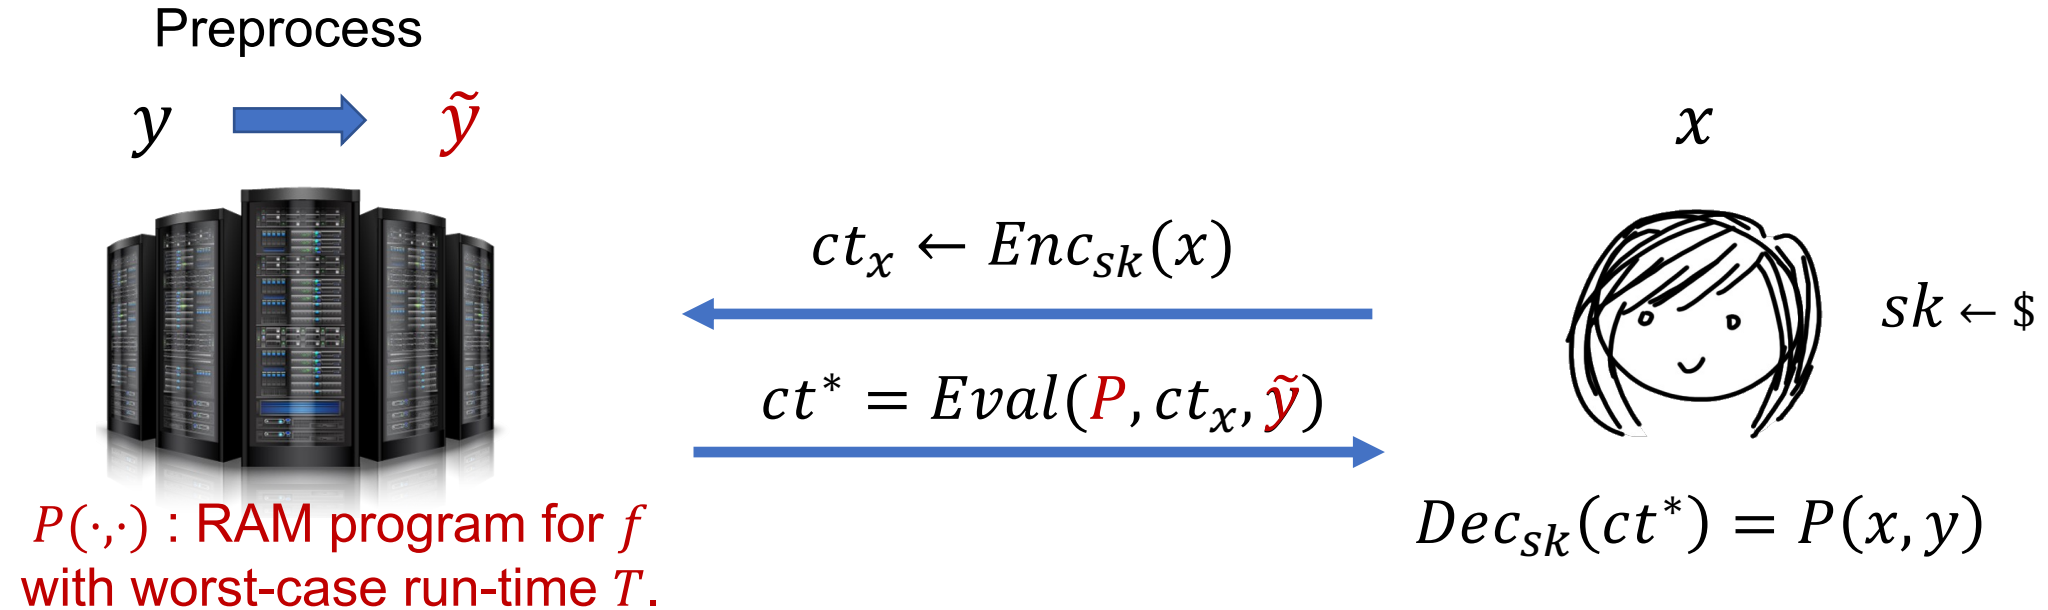 Preprocess
y ỹ
x
ct_x ← Enc_sk(x)
sk ← $
ct* = Eval(P, ct_x, ỹ)
P(·,·) : RAM program for f
with worst-case run-time T.
Dec_sk(ct*) = P(x, y)